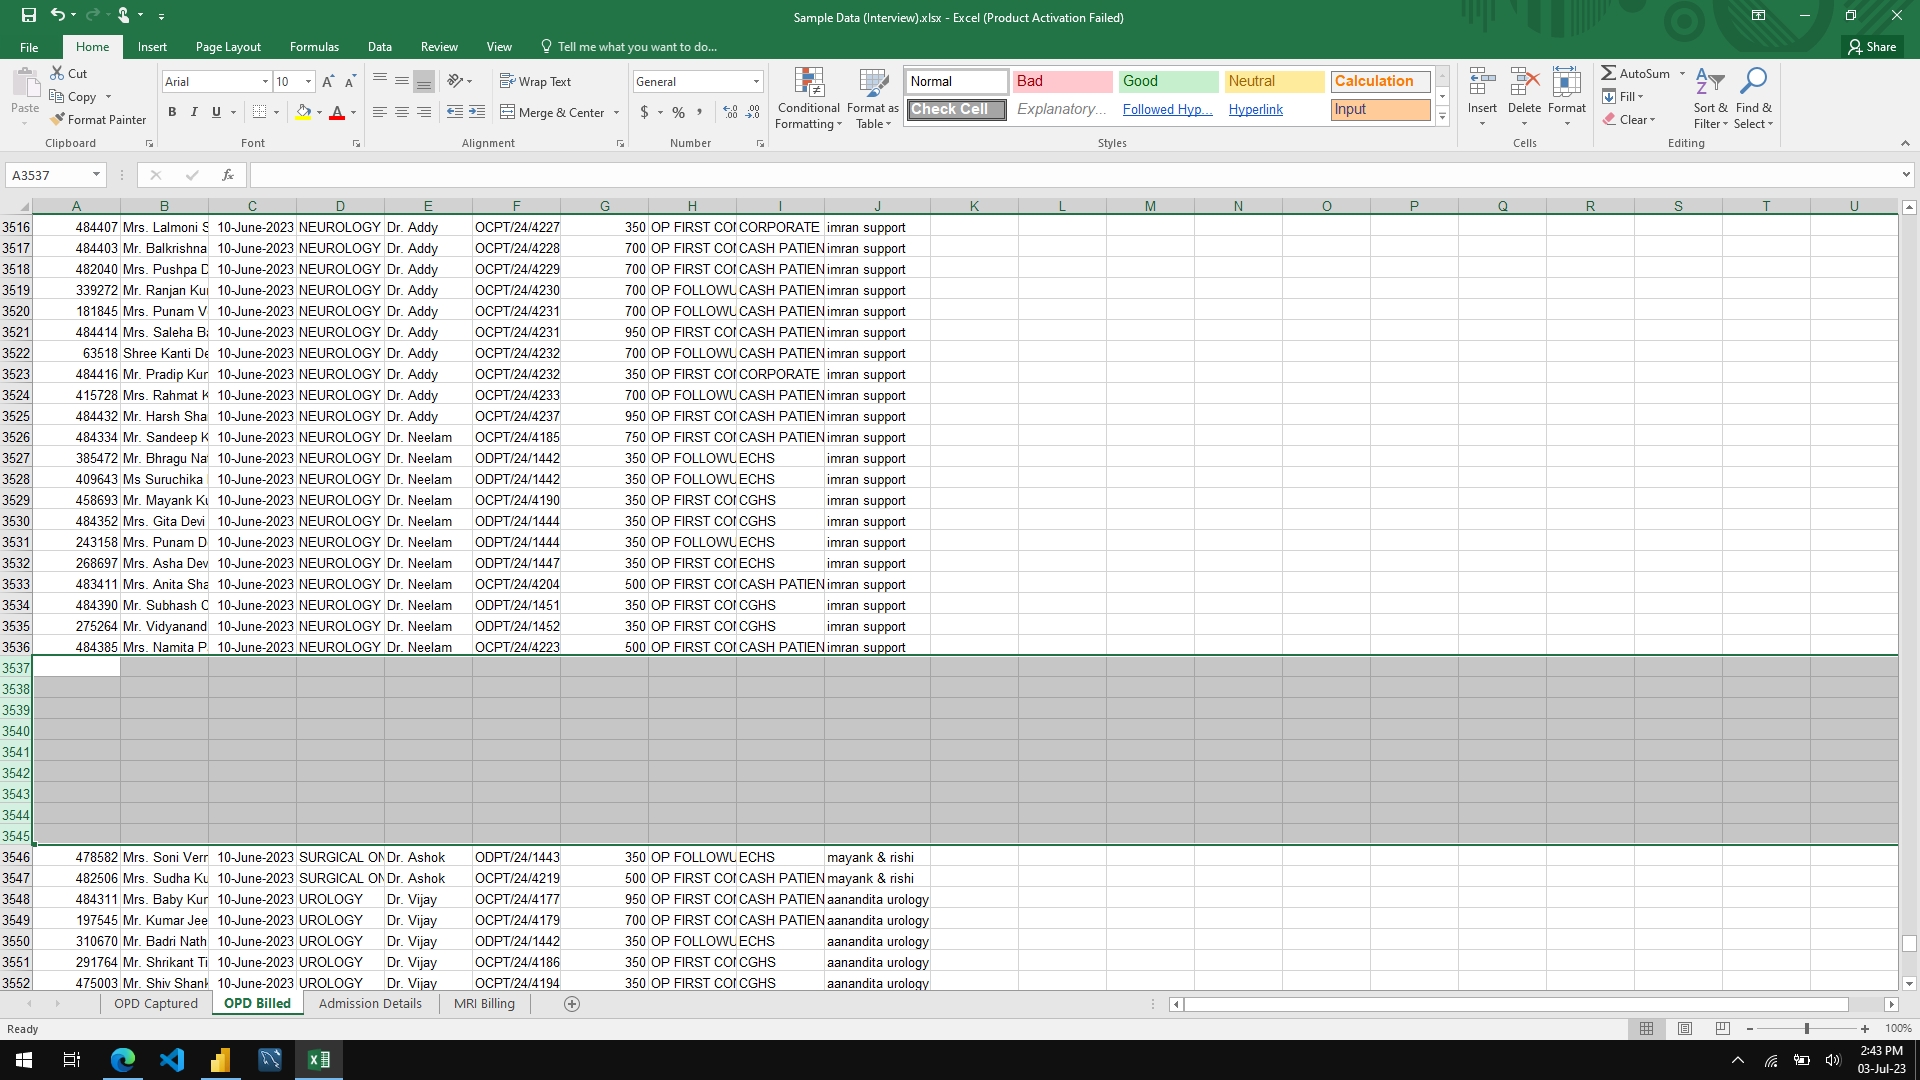 Sample Data (Interview).xlsx - Excel (Product Activation Failed)
File Home Insert Page Layout Formulas Data Review View Tell me what you want to do... Share
Paste Cut Copy Format Painter Clipboard
Arial 10 B I U A Font
Wrap Text Merge & Center Alignment
General $ % , Number
Conditional Formatting Format as Table
Normal Bad Good Neutral Calculation
Check Cell Explanatory... Followed Hyp... Hyperlink Input
Styles
Insert Delete Format Cells
AutoSum Fill Clear Sort & Filter Find & Select Editing
A3537 fx
A B C D E F G H I J K L M N O P Q R S T U
3516 484407 Mrs. Lalmoni S 10-June-2023 NEUROLOGY Dr. Addy OCPT/24/4227 350 OP FIRST CO CORPORATE imran support
3517 484403 Mr. Balkrishna 10-June-2023 NEUROLOGY Dr. Addy OCPT/24/4228 700 OP FIRST CO CASH PATIEN imran support
3518 482040 Mrs. Pushpa D 10-June-2023 NEUROLOGY Dr. Addy OCPT/24/4229 700 OP FIRST CO CASH PATIEN imran support
3519 339272 Mr. Ranjan Ku 10-June-2023 NEUROLOGY Dr. Addy OCPT/24/4230 700 OP FOLLOWU CASH PATIEN imran support
3520 181845 Mrs. Punam V 10-June-2023 NEUROLOGY Dr. Addy OCPT/24/4231 700 OP FOLLOWU CASH PATIEN imran support
3521 484414 Mrs. Saleha Ba 10-June-2023 NEUROLOGY Dr. Addy OCPT/24/4231 950 OP FIRST CO CASH PATIEN imran support
3522 63518 Shree Kanti De 10-June-2023 NEUROLOGY Dr. Addy OCPT/24/4232 700 OP FOLLOWU CASH PATIEN imran support
3523 484416 Mr. Pradip Kur 10-June-2023 NEUROLOGY Dr. Addy OCPT/24/4232 350 OP FIRST CO CORPORATE imran support
3524 415728 Mrs. Rahmat K 10-June-2023 NEUROLOGY Dr. Addy OCPT/24/4233 700 OP FOLLOWU CASH PATIEN imran support
3525 484432 Mr. Harsh Sha 10-June-2023 NEUROLOGY Dr. Addy OCPT/24/4237 950 OP FIRST CO CASH PATIEN imran support
3526 484334 Mr. Sandeep K 10-June-2023 NEUROLOGY Dr. Neelam OCPT/24/4185 750 OP FIRST CO CASH PATIEN imran support
3527 385472 Mr. Bhragu Nat 10-June-2023 NEUROLOGY Dr. Neelam ODPT/24/1442 350 OP FOLLOWU ECHS imran support
3528 409643 Ms Suruchika 10-June-2023 NEUROLOGY Dr. Neelam ODPT/24/1442 350 OP FOLLOWU ECHS imran support
3529 458693 Mr. Mayank Ku 10-June-2023 NEUROLOGY Dr. Neelam OCPT/24/4190 350 OP FIRST CO CGHS imran support
3530 484352 Mrs. Gita Devi 10-June-2023 NEUROLOGY Dr. Neelam ODPT/24/1444 350 OP FIRST CO CGHS imran support
3531 243158 Mrs. Punam D 10-June-2023 NEUROLOGY Dr. Neelam ODPT/24/1444 350 OP FOLLOWU ECHS imran support
3532 268697 Mrs. Asha Dev 10-June-2023 NEUROLOGY Dr. Neelam ODPT/24/1447 350 OP FIRST CO ECHS imran support
3533 483411 Mrs. Anita Sha 10-June-2023 NEUROLOGY Dr. Neelam OCPT/24/4204 500 OP FIRST CO CASH PATIEN imran support
3534 484390 Mr. Subhash C 10-June-2023 NEUROLOGY Dr. Neelam ODPT/24/1451 350 OP FIRST CO CGHS imran support
3535 275264 Mr. Vidyanand 10-June-2023 NEUROLOGY Dr. Neelam ODPT/24/1452 350 OP FIRST CO CGHS imran support
3536 484385 Mrs. Namita P 10-June-2023 NEUROLOGY Dr. Neelam OCPT/24/4223 500 OP FIRST CO CASH PATIEN imran support
3537
3538
3539
3540
3541
3542
3543
3544
3545
3546 478582 Mrs. Soni Verr 10-June-2023 SURGICAL ON Dr. Ashok ODPT/24/1443 350 OP FOLLOWU ECHS mayank & rishi
3547 482506 Mrs. Sudha Ku 10-June-2023 SURGICAL ON Dr. Ashok OCPT/24/4219 500 OP FIRST CO CASH PATIEN mayank & rishi
3548 484311 Mrs. Baby Kur 10-June-2023 UROLOGY Dr. Vijay OCPT/24/4177 950 OP FIRST CO CASH PATIEN aanandita urology
3549 197545 Mr. Kumar Jee 10-June-2023 UROLOGY Dr. Vijay OCPT/24/4179 700 OP FIRST CO CASH PATIEN aanandita urology
3550 310670 Mr. Badri Nath 10-June-2023 UROLOGY Dr. Vijay ODPT/24/1442 350 OP FOLLOWU ECHS aanandita urology
3551 291764 Mr. Shrikant Ti 10-June-2023 UROLOGY Dr. Vijay OCPT/24/4186 350 OP FIRST CO CGHS aanandita urology
3552 475003 Mr. Shiv Shank 10-June-2023 UROLOGY Dr. Vijay OCPT/24/4194 350 OP FIRST CO CGHS aanandita urology
OPD Captured OPD Billed Admission Details MRI Billing
Ready 100%
2:43 PM
03-Jul-23